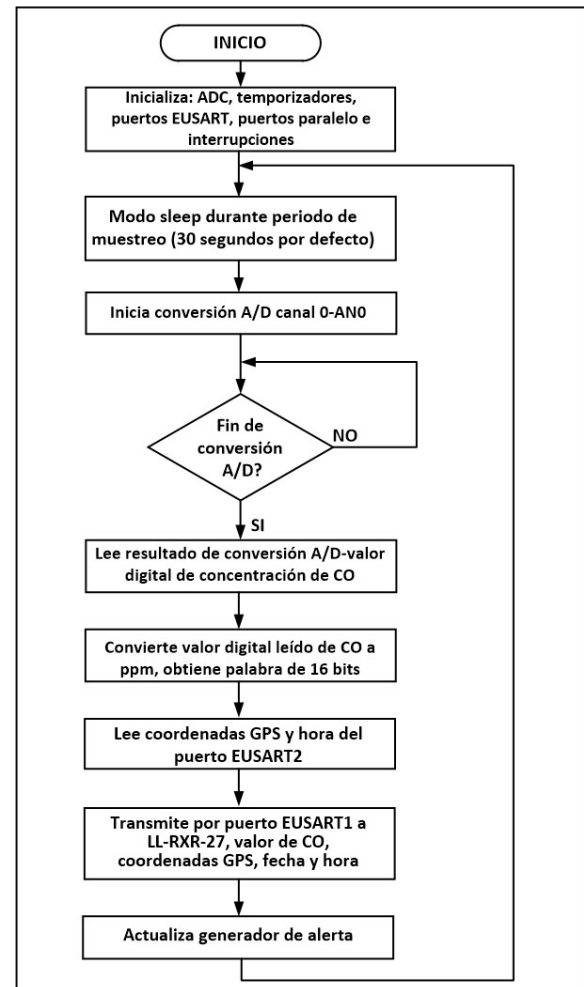 INICIO
Inicializa: ADC, temporizadores,
puertos EUSART, puertos paralelo e
interrupciones
Modo sleep durante periodo de
muestreo (30 segundos por defecto)
Inicia conversión A/D canal 0-AN0
Fin de
conversión
A/D?
NO
SI
Lee resultado de conversión A/D-valor
digital de concentración de CO
Convierte valor digital leído de CO a
ppm, obtiene palabra de 16 bits
Lee coordenadas GPS y hora del
puerto EUSART2
Transmite por puerto EUSART1 a
LL-RXR-27, valor de CO,
coordenadas GPS, fecha y hora
Actualiza generador de alerta